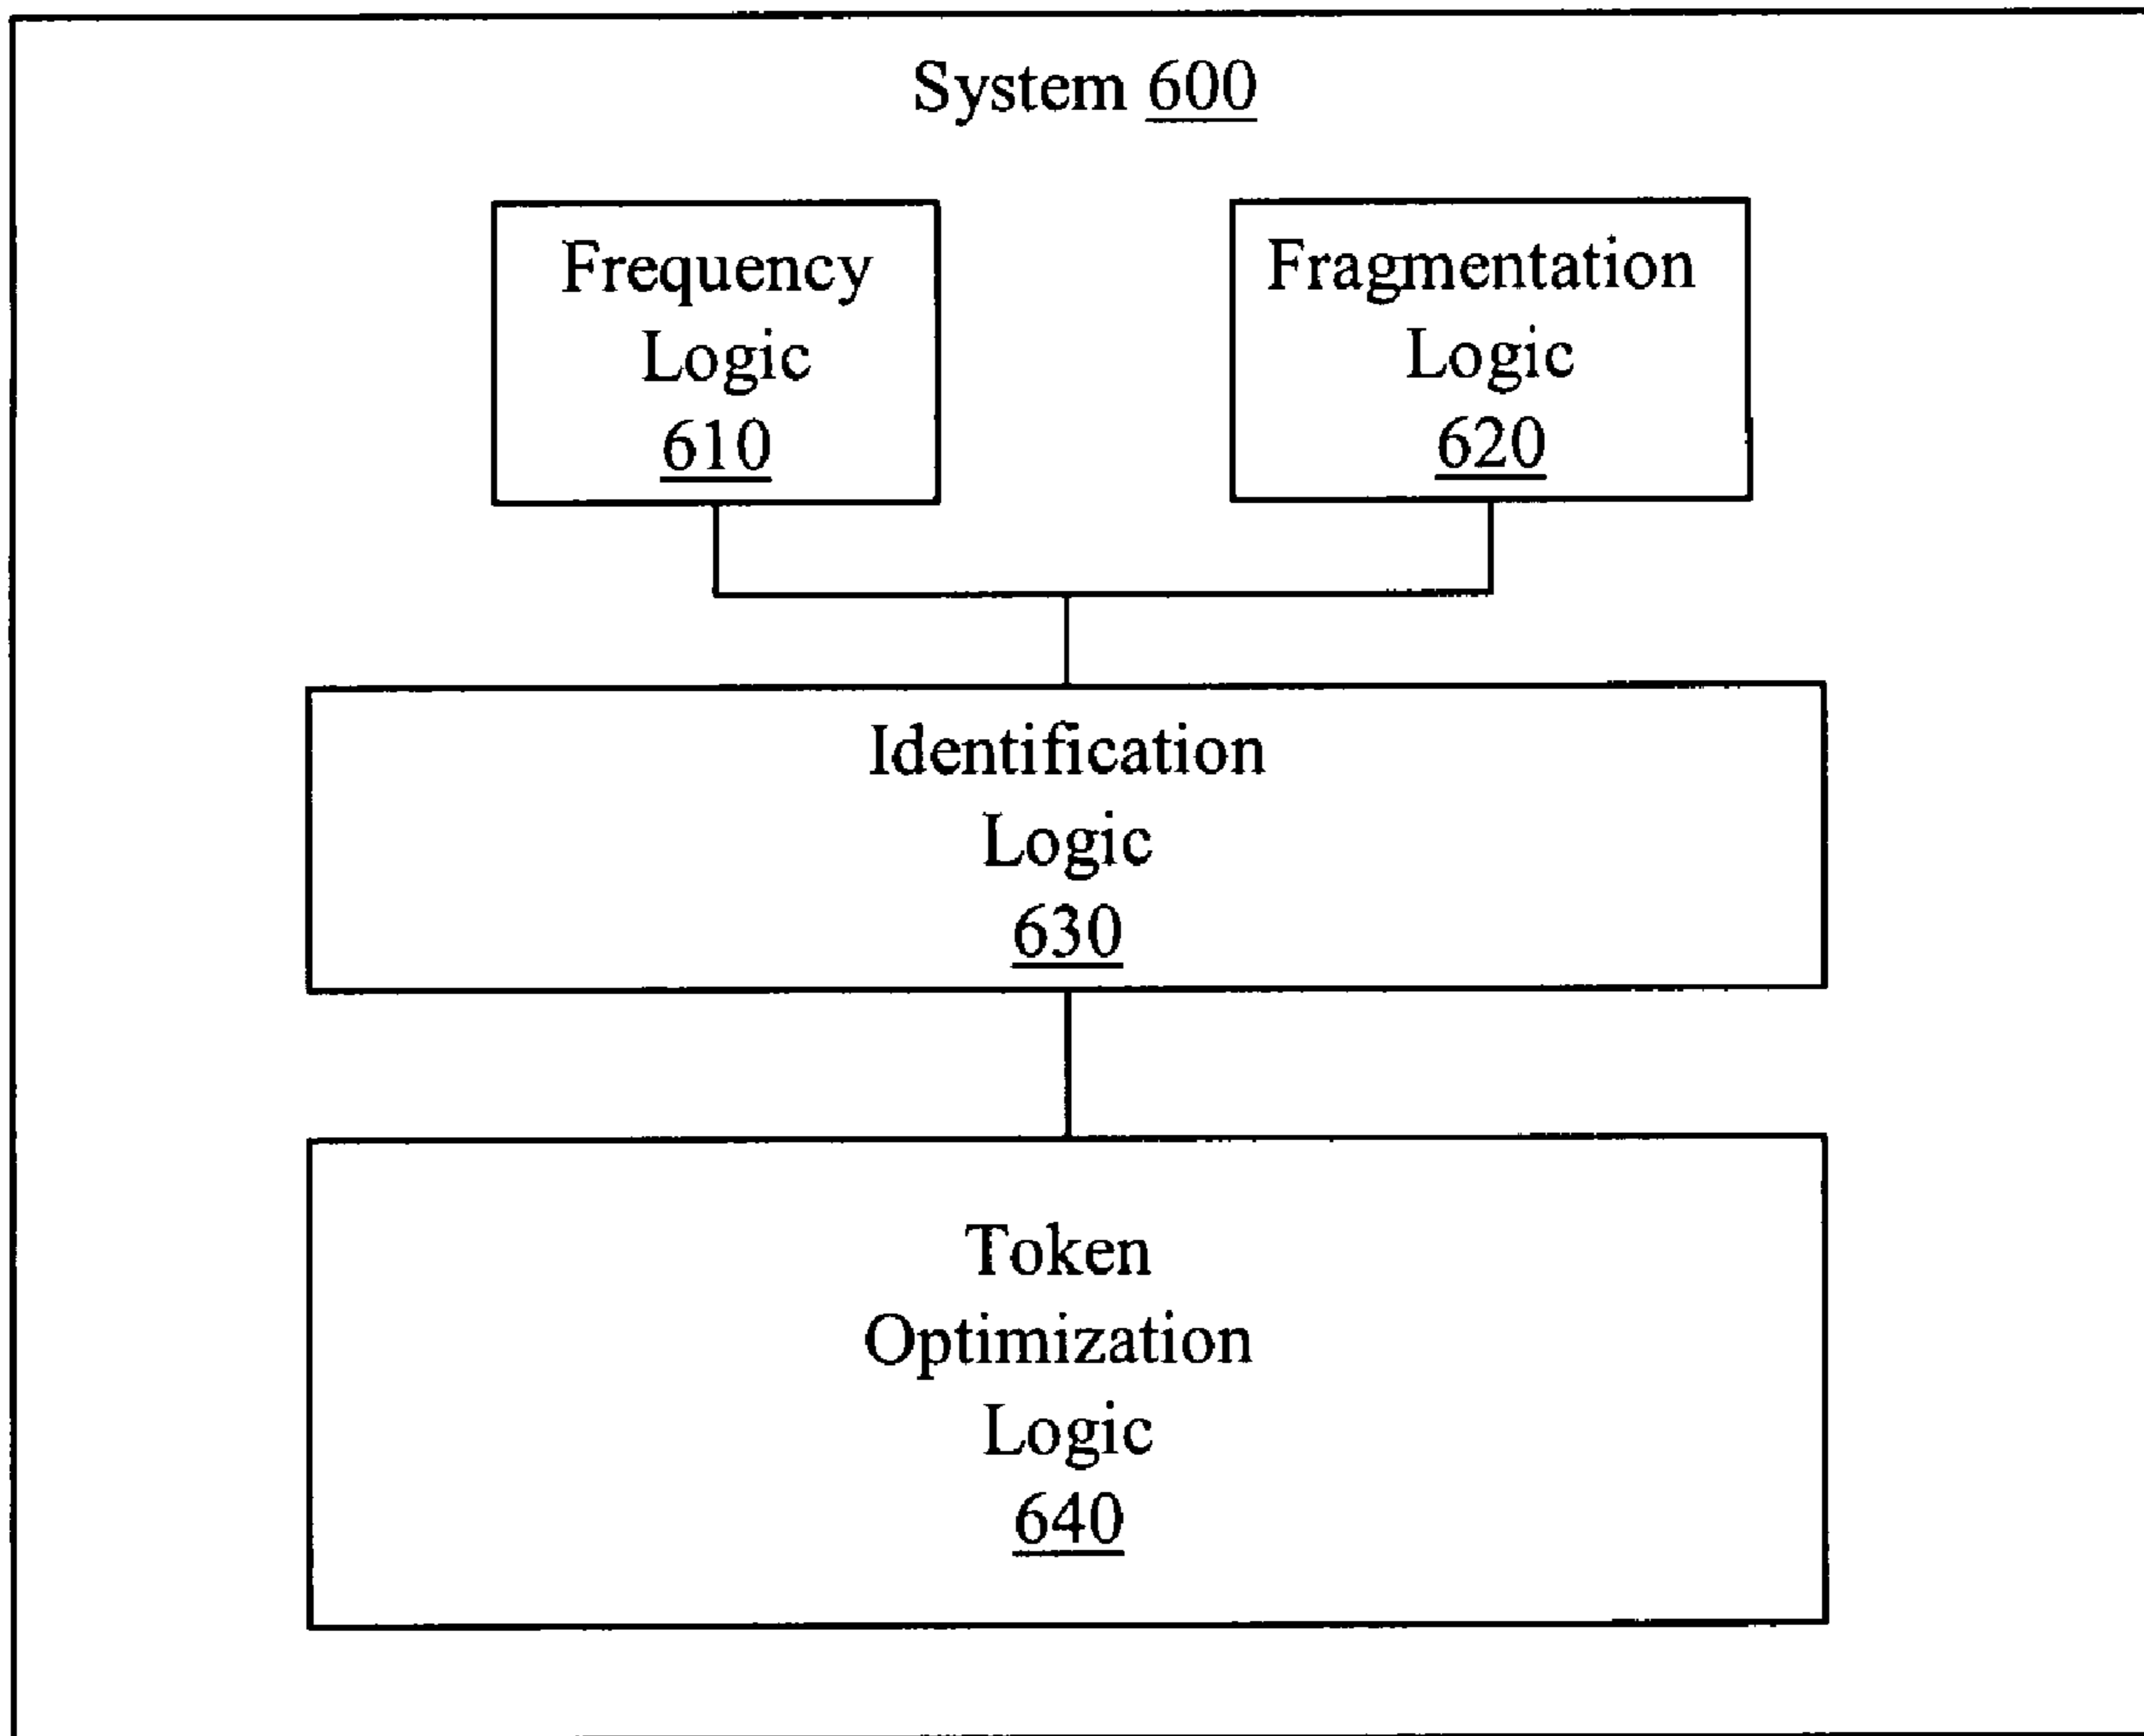 System 600
Frequency
Logic
610
Fragmentation
Logic
620
Identification
Logic
630
Token
Optimization
Logic
640